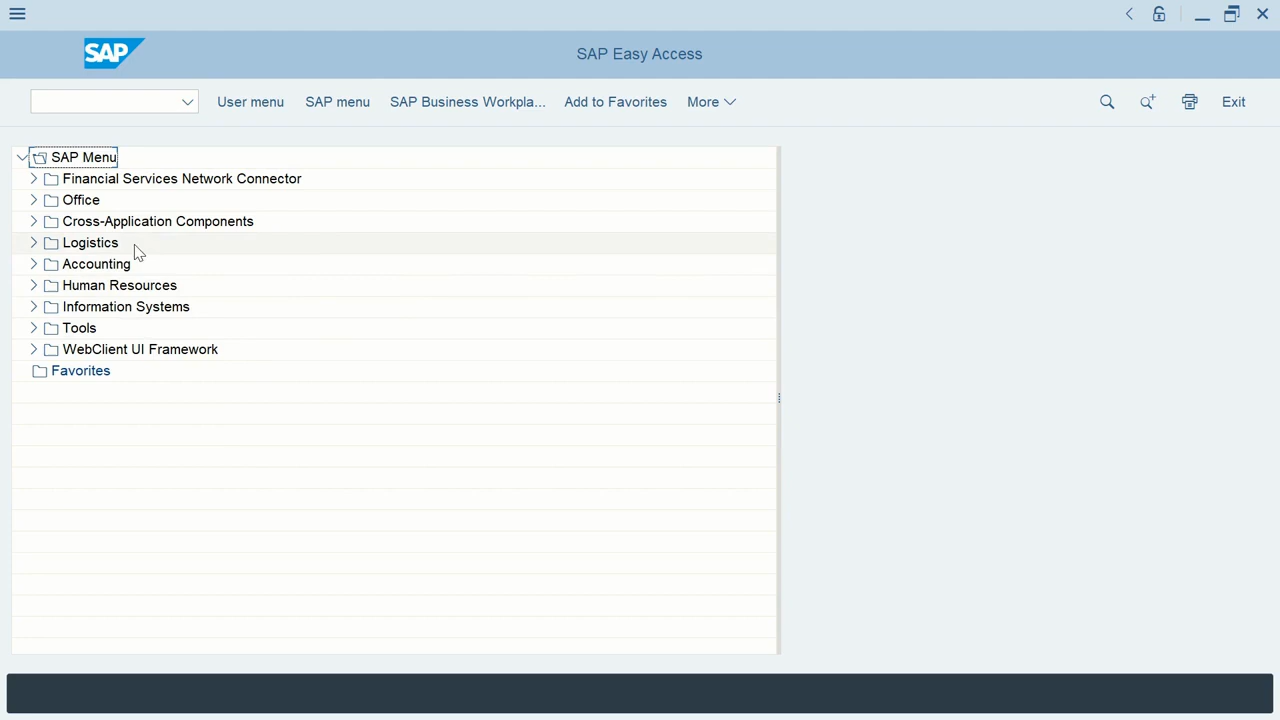 SAP
SAP Easy Access
User menu SAP menu SAP Business Workpla... Add to Favorites More Exit
SAP Menu
Financial Services Network Connector
Office
Cross-Application Components
Logistics
Accounting
Human Resources
Information Systems
Tools
WebClient UI Framework
Favorites